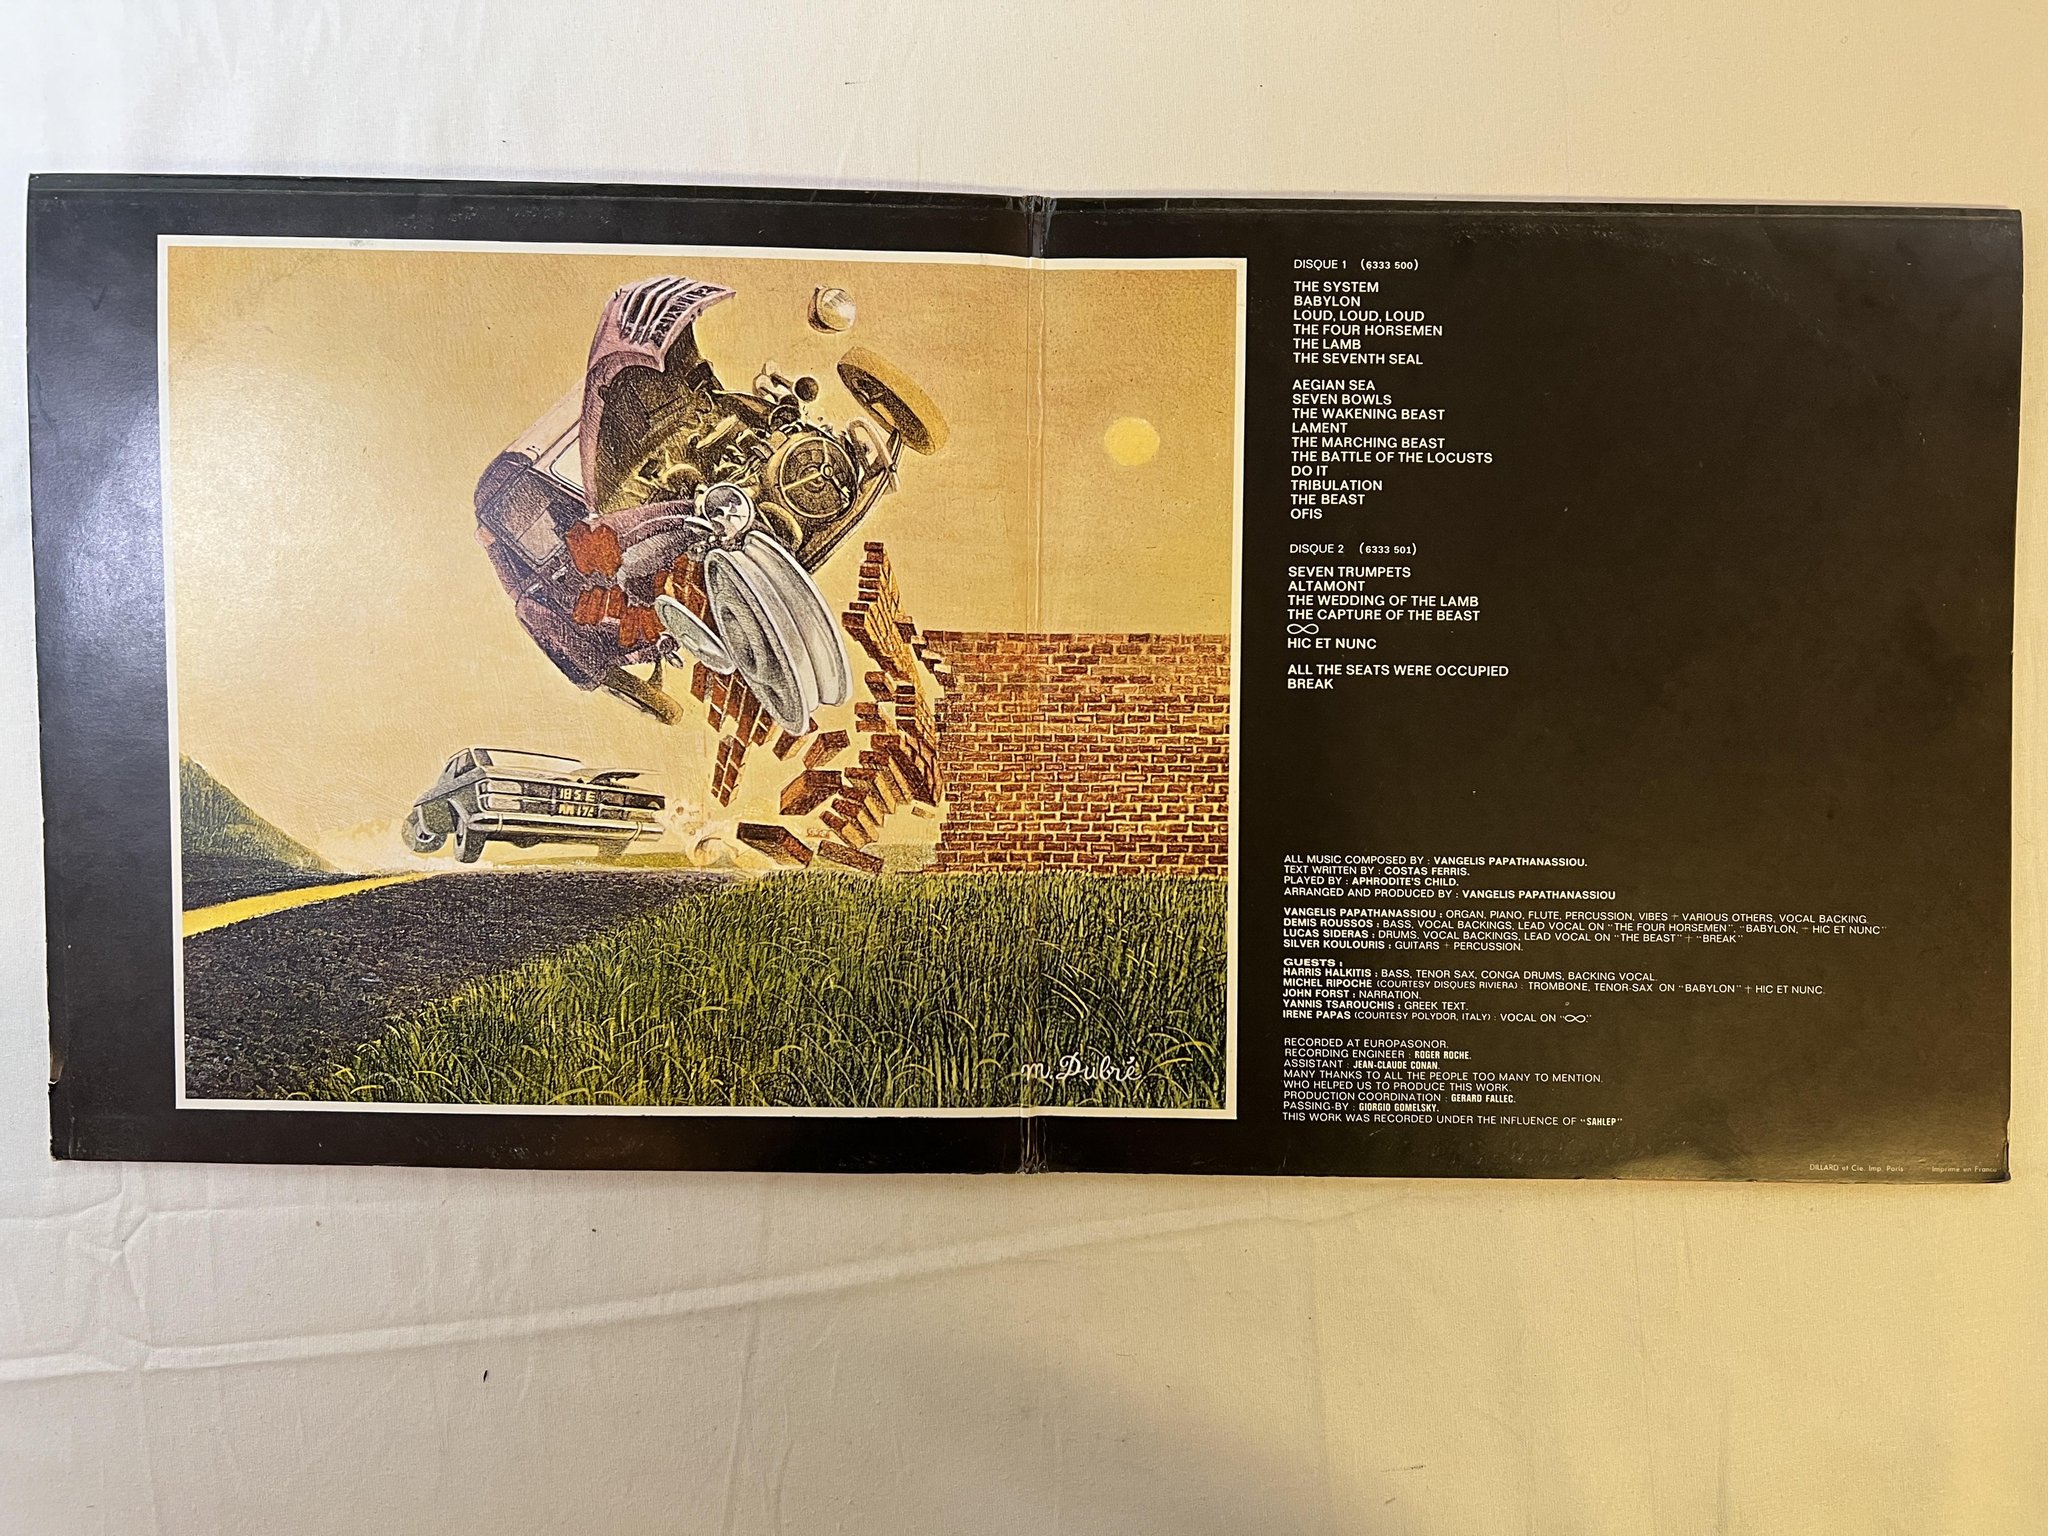 m. Dubré
18 S E
DISQUE 1 (6333 500)
THE SYSTEM
BABYLON
LOUD, LOUD, LOUD
THE FOUR HORSEMEN
THE LAMB
THE SEVENTH SEAL
AEGIAN SEA
SEVEN BOWLS
THE WAKENING BEAST
LAMENT
THE MARCHING BEAST
THE BATTLE OF THE LOCUSTS
DO IT
TRIBULATION
THE BEAST
OFIS
DISQUE 2 (6333 501)
SEVEN TRUMPETS
ALTAMONT
THE WEDDING OF THE LAMB
THE CAPTURE OF THE BEAST
∞
HIC ET NUNC
ALL THE SEATS WERE OCCUPIED
BREAK
ALL MUSIC COMPOSED BY : VANGELIS PAPATHANASSIOU.
TEXT WRITTEN BY : COSTAS FERRIS.
PLAYED BY : APHRODITE'S CHILD.
ARRANGED AND PRODUCED BY : VANGELIS PAPATHANASSIOU
VANGELIS PAPATHANASSIOU : ORGAN, PIANO, FLUTE, PERCUSSION, VIBES + VARIOUS OTHERS, VOCAL BACKING.
DEMIS ROUSSOS : BASS, VOCAL BACKINGS, LEAD VOCAL ON "THE FOUR HORSEMEN", "BABYLON, + HIC ET NUNC"
LUCAS SIDERAS : DRUMS, VOCAL BACKINGS, LEAD VOCAL ON "THE BEAST" + "BREAK"
SILVER KOULOURIS : GUITARS + PERCUSSION.
GUESTS :
HARRIS HALKITIS : BASS, TENOR SAX, CONGA DRUMS, BACKING VOCAL.
MICHEL RIPOCHE (COURTESY DISQUES RIVIERA) : TROMBONE, TENOR-SAX ON "BABYLON" + HIC ET NUNC.
JOHN FORST : NARRATION.
YANNIS TSAROUCHIS : GREEK TEXT.
IRENE PAPAS (COURTESY POLYDOR, ITALY) : VOCAL ON "∞"
RECORDED AT EUROPASONOR.
RECORDING ENGINEER : ROGER ROCHE.
ASSISTANT : JEAN-CLAUDE CONAN.
MANY THANKS TO ALL THE PEOPLE TOO MANY TO MENTION.
WHO HELPED US TO PRODUCE THIS WORK.
PRODUCTION COORDINATION : GERARD FALLEC.
PASSING-BY : GIORGIO GOMELSKY.
THIS WORK WAS RECORDED UNDER THE INFLUENCE OF "SAHLEP"
DILLARD et Cie. Imp. Paris Imprimé en France